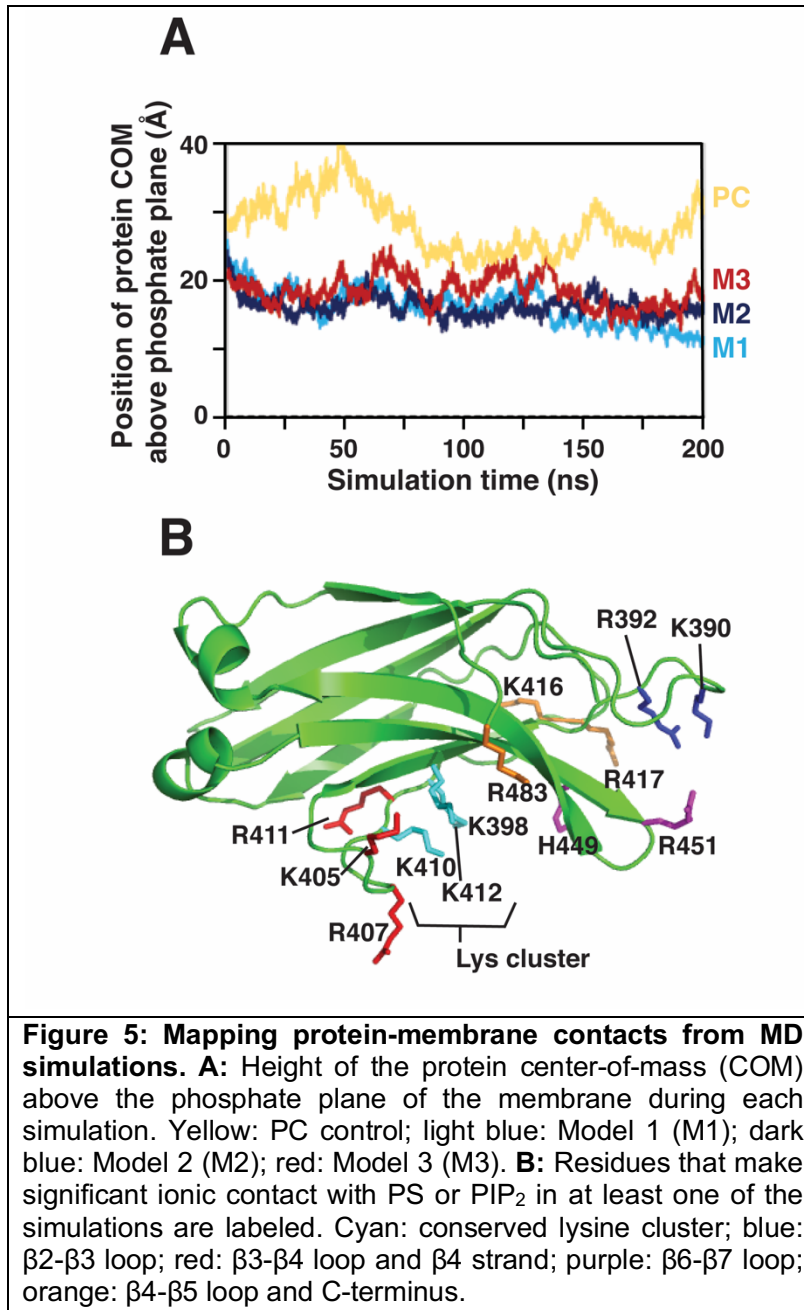 A
Position of protein COM
above phosphate plane (Å)
40
20
0
PC
M3
M2
M1
0 50 100 150 200
Simulation time (ns)
B
R392 K390
K416
R417
R483
R411
K398
H449 R451
K405
K410
K412
R407
Lys cluster
Figure 5: Mapping protein-membrane contacts from MD
simulations. A: Height of the protein center-of-mass (COM)
above the phosphate plane of the membrane during each
simulation. Yellow: PC control; light blue: Model 1 (M1); dark
blue: Model 2 (M2); red: Model 3 (M3). B: Residues that make
significant ionic contact with PS or PIP₂ in at least one of the
simulations are labeled. Cyan: conserved lysine cluster; blue:
β2-β3 loop; red: β3-β4 loop and β4 strand; purple: β6-β7 loop;
orange: β4-β5 loop and C-terminus.